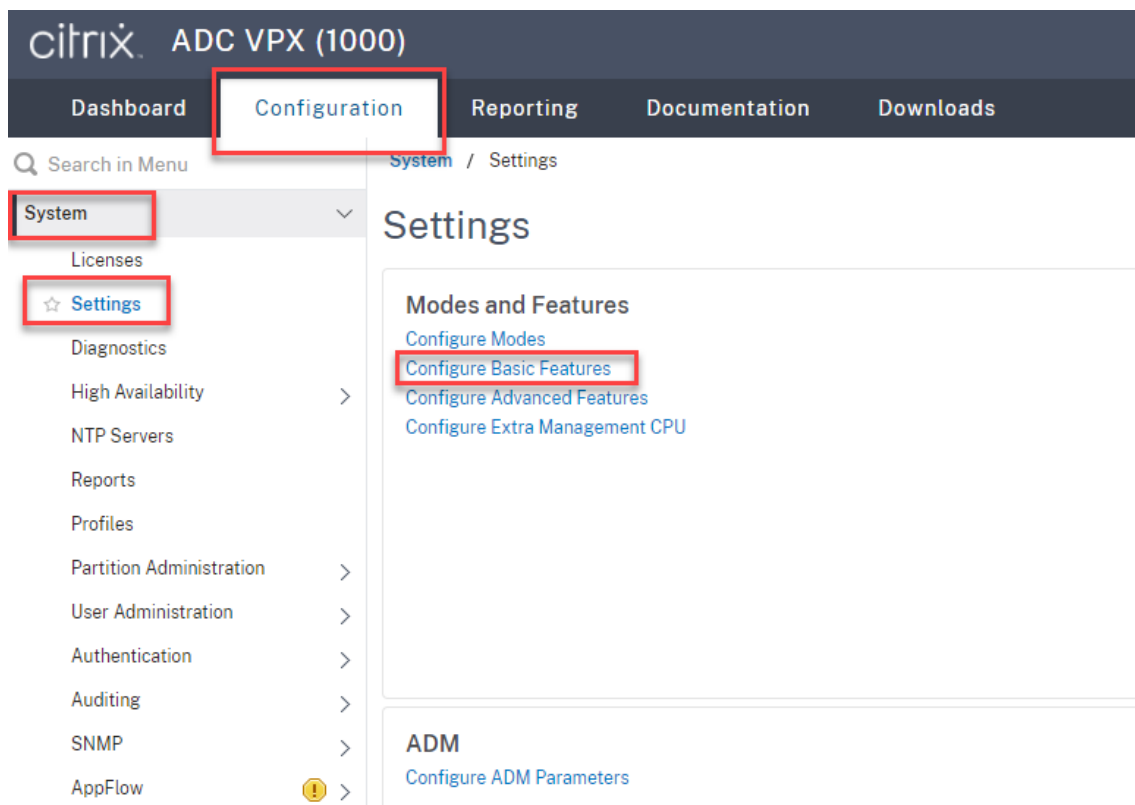 citrix. ADC VPX (1000)
Dashboard Configuration Reporting Documentation Downloads
Search in Menu
System / Settings
System
Settings
Licenses
Settings
Diagnostics
High Availability
NTP Servers
Reports
Profiles
Partition Administration
User Administration
Authentication
Auditing
SNMP
AppFlow
Modes and Features
Configure Modes
Configure Basic Features
Configure Advanced Features
Configure Extra Management CPU
ADM
Configure ADM Parameters